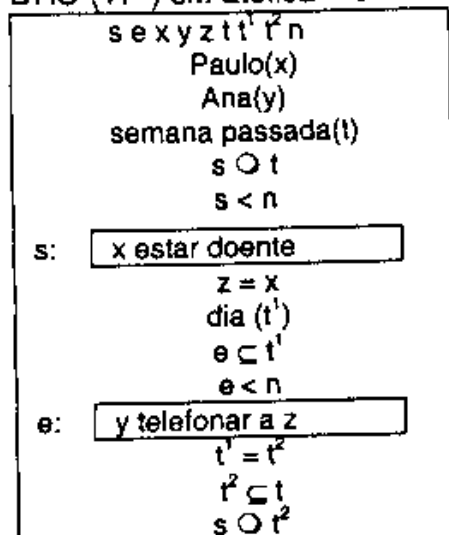 s e x y z t t¹ t² n
Paulo(x)
Ana(y)
semana passada(t)
s O t
s < n
s: x estar doente
z = x
dia (t¹)
e ⊂ t¹
e < n
e: y telefonar a z
t¹ = t²
t² ⊆ t
s O t²